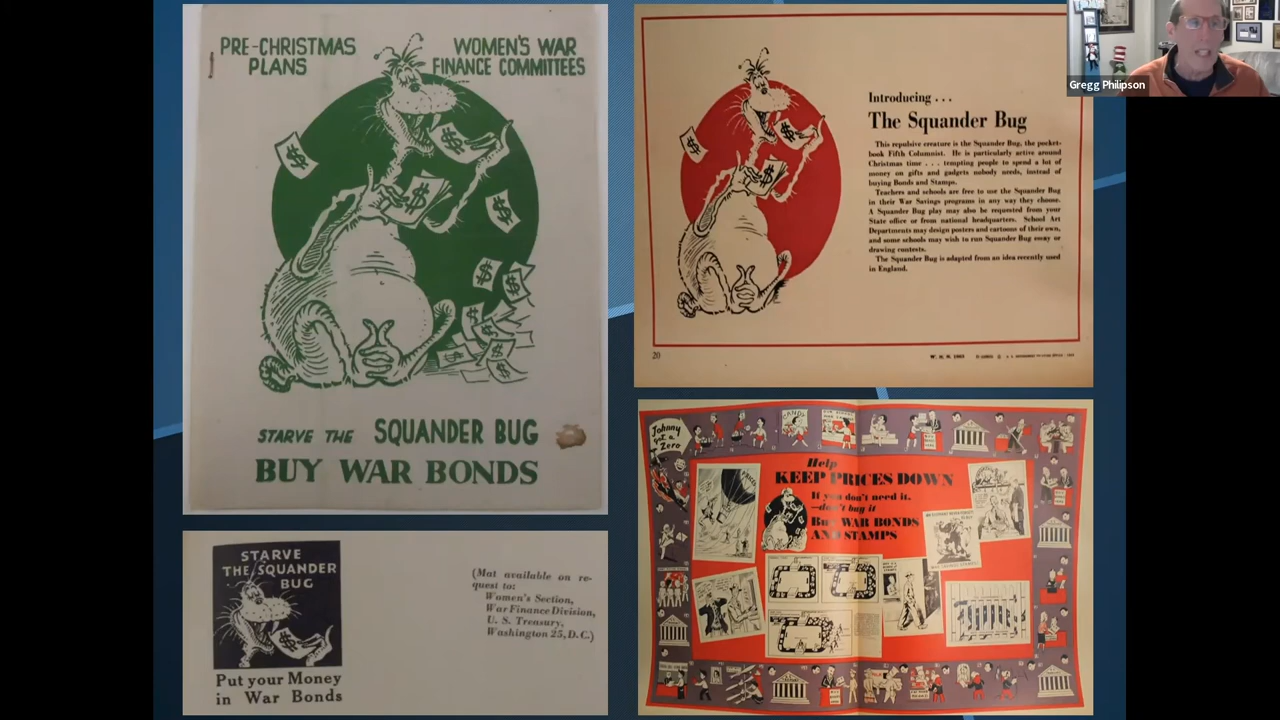 PRE-CHRISTMAS
PLANS
WOMEN'S WAR
FINANCE COMMITTEES
STARVE THE SQUANDER BUG
BUY WAR BONDS
Introducing . . .
The Squander Bug
This repulsive creature is the Squander Bug, the pocket-
book Fifth Columnist. He is particularly active around
Christmas time . . . tempting people to spend a lot of
money on gifts and gadgets nobody needs, instead of
buying Bonds and Stamps.
Teachers and schools are free to use the Squander Bug
in their War Savings programs in any way they choose.
A Squander Bug play may also be requested from your
State office or from national headquarters. School Art
Departments may design posters and cartoons of their own,
and some schools may wish to run Squander Bug essay or
drawing contests.
The Squander Bug is adapted from an idea recently used
in England.
20
Gregg Philipson
STARVE
THE SQUANDER
BUG
Put your Money
in War Bonds
(Mat available on re-
quest to:
Women's Section,
War Finance Division,
U. S. Treasury,
Washington 25, D.C.)
Johnny
got a
Zero
CANDY
Help
KEEP PRICES DOWN
If you don't need it.
—don't buy it
Buy WAR BONDS
AND STAMPS
PRICES